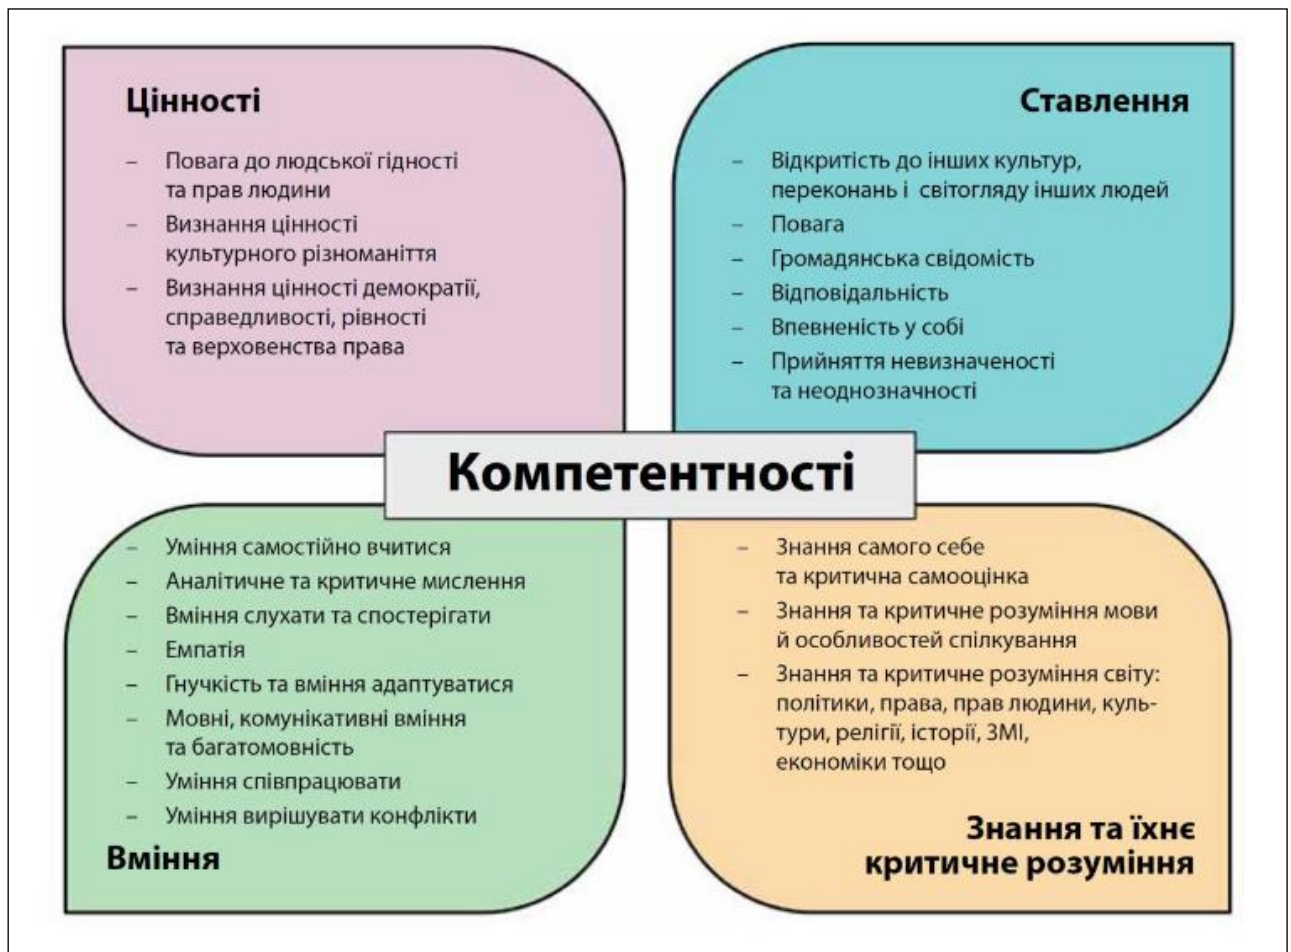 Цінності
– Повага до людської гідності
та прав людини
– Визнання цінності
культурного різноманіття
– Визнання цінності демократії,
справедливості, рівності
та верховенства права
Ставлення
– Відкритість до інших культур,
переконань і світогляду інших людей
– Повага
– Громадянська свідомість
– Відповідальність
– Впевненість у собі
– Прийняття невизначеності
та неоднозначності
Компетентності
– Уміння самостійно вчитися
– Аналітичне та критичне мислення
– Вміння слухати та спостерігати
– Емпатія
– Гнучкість та вміння адаптуватися
– Мовні, комунікативні вміння
та багатомовність
– Уміння співпрацювати
– Уміння вирішувати конфлікти
Вміння
– Знання самого себе
та критична самооцінка
– Знання та критичне розуміння мови
й особливостей спілкування
– Знання та критичне розуміння світу:
політики, права, прав людини, куль-
тури, релігії, історії, ЗМІ,
економіки тощо
Знання та їхнє
критичне розуміння